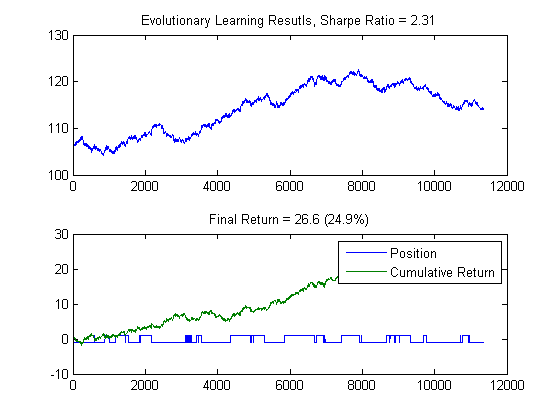 Evolutionary Learning Resutls, Sharpe Ratio = 2.31
130
120
110
100
0 2000 4000 6000 8000 10000 12000
Final Return = 26.6 (24.9%)
30
Position
20
Cumulative Return
10
0
-10
0 2000 4000 6000 8000 10000 12000